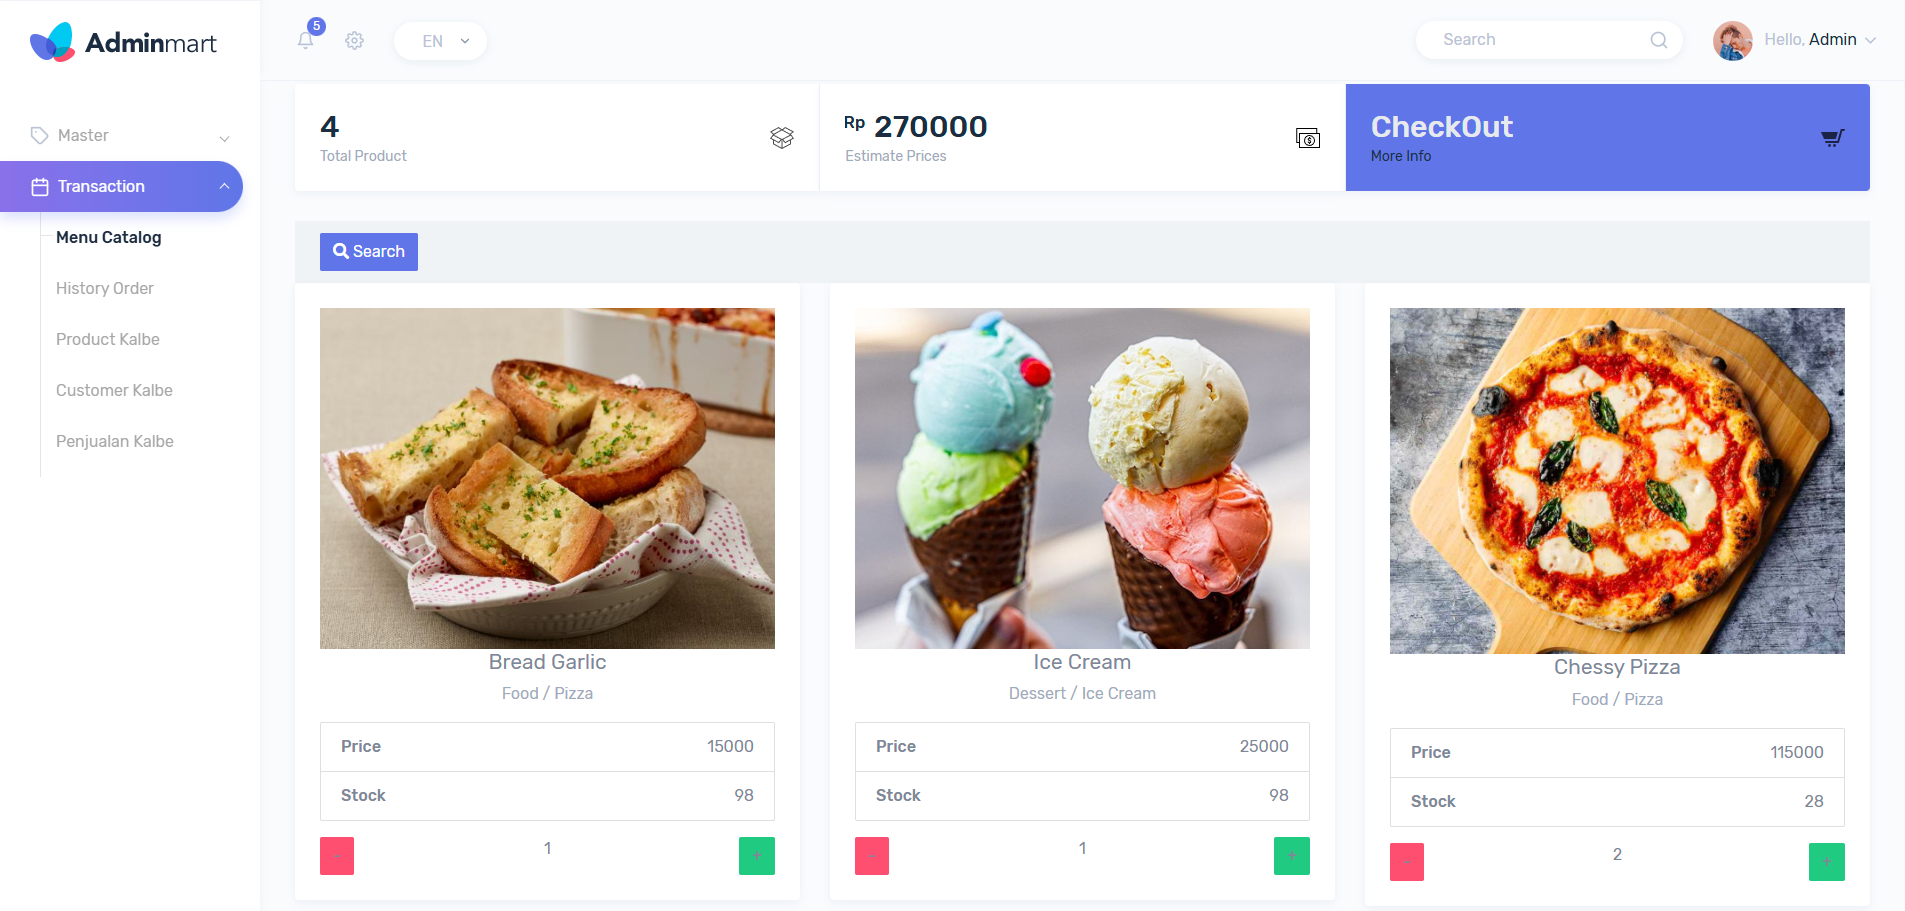 Adminmart
5
EN
Search
Hello, Admin
Master
Transaction
Menu Catalog
History Order
Product Kalbe
Customer Kalbe
Penjualan Kalbe
4
Total Product
Rp 270000
Estimate Prices
CheckOut
More Info
Search
Bread Garlic
Food / Pizza
Price 15000
Stock 98
- 1 +
Ice Cream
Dessert / Ice Cream
Price 25000
Stock 98
- 1 +
Chessy Pizza
Food / Pizza
Price 115000
Stock 28
- 2 +